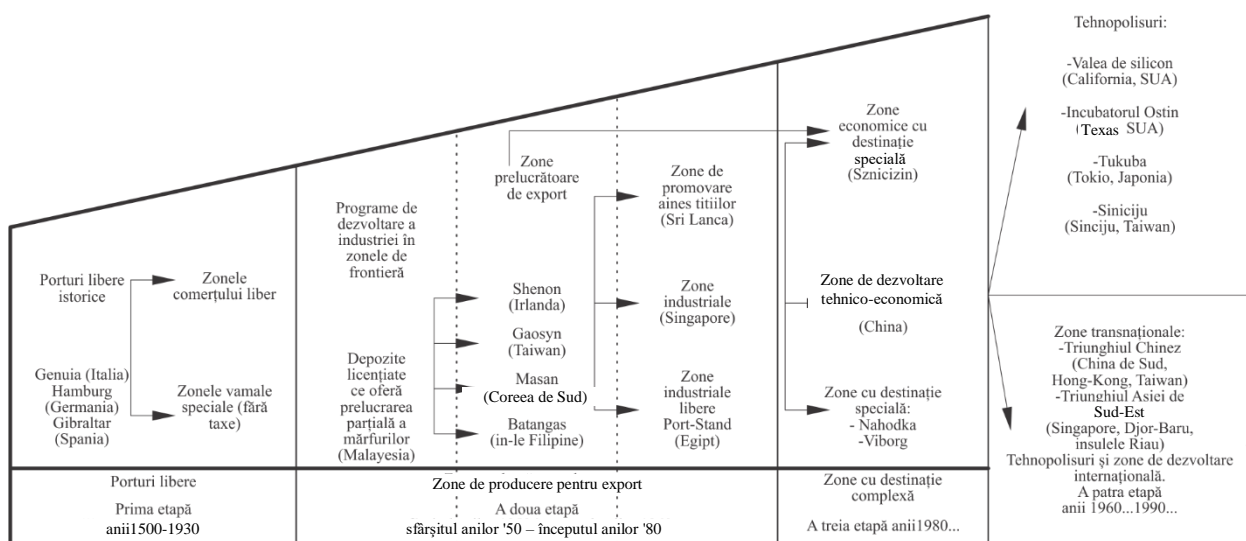 Porturi libere
istorice
Genuia (Italia)
Hamburg
(Germania)
Gibraltar
(Spania)
Zonele
comerțului liber
Zonele vamale
speciale (fără
taxe)
Porturi libere
Prima etapă
anii1500-1930
Programe de
dezvoltare a
industriei în
zonele de
frontieră
Depozite
licențiate
ce oferă
prelucrarea
parțială a
mărfurilor
(Malayesia)
Zone
prelucrătoare
de export
Shenon
(Irlanda)
Gaosyn
(Taiwan)
Masan
(Coreea de Sud)
Batangas
(in-le Filipine)
Zone de
promovare
aines titiilor
(Sri Lanca)
Zone
industriale
(Singapore)
Zone
industriale
libere
Port-Stand
(Egipt)
Zone de producere pentru export
A doua etapă
sfârșitul anilor '50 – începutul anilor '80
Zone
economice cu
destinație
specială
(Sznicizin)
Zone de dezvoltare
tehnico-economică
(China)
Zone cu destinație
specială:
- Nahodka
-Viborg
Zone cu destinație
complexă
A treia etapă anii1980...
Tehnopolisuri:
-Valea de silicon
(California, SUA)
-Incubatorul Ostin
(Texas SUA)
-Tukuba
(Tokio, Japonia)
-Siniciju
(Sinciju, Taiwan)
Zone transnaționale:
-Triunghiul Chinez
(China de Sud,
Hong-Kong, Taiwan)
-Triunghiul Asiei de
Sud-Est
(Singapore, Djor-Baru,
insulele Riau)
Tehnopolisuri și zone de dezvoltare
internațională.
A patra etapă
anii 1960...1990...